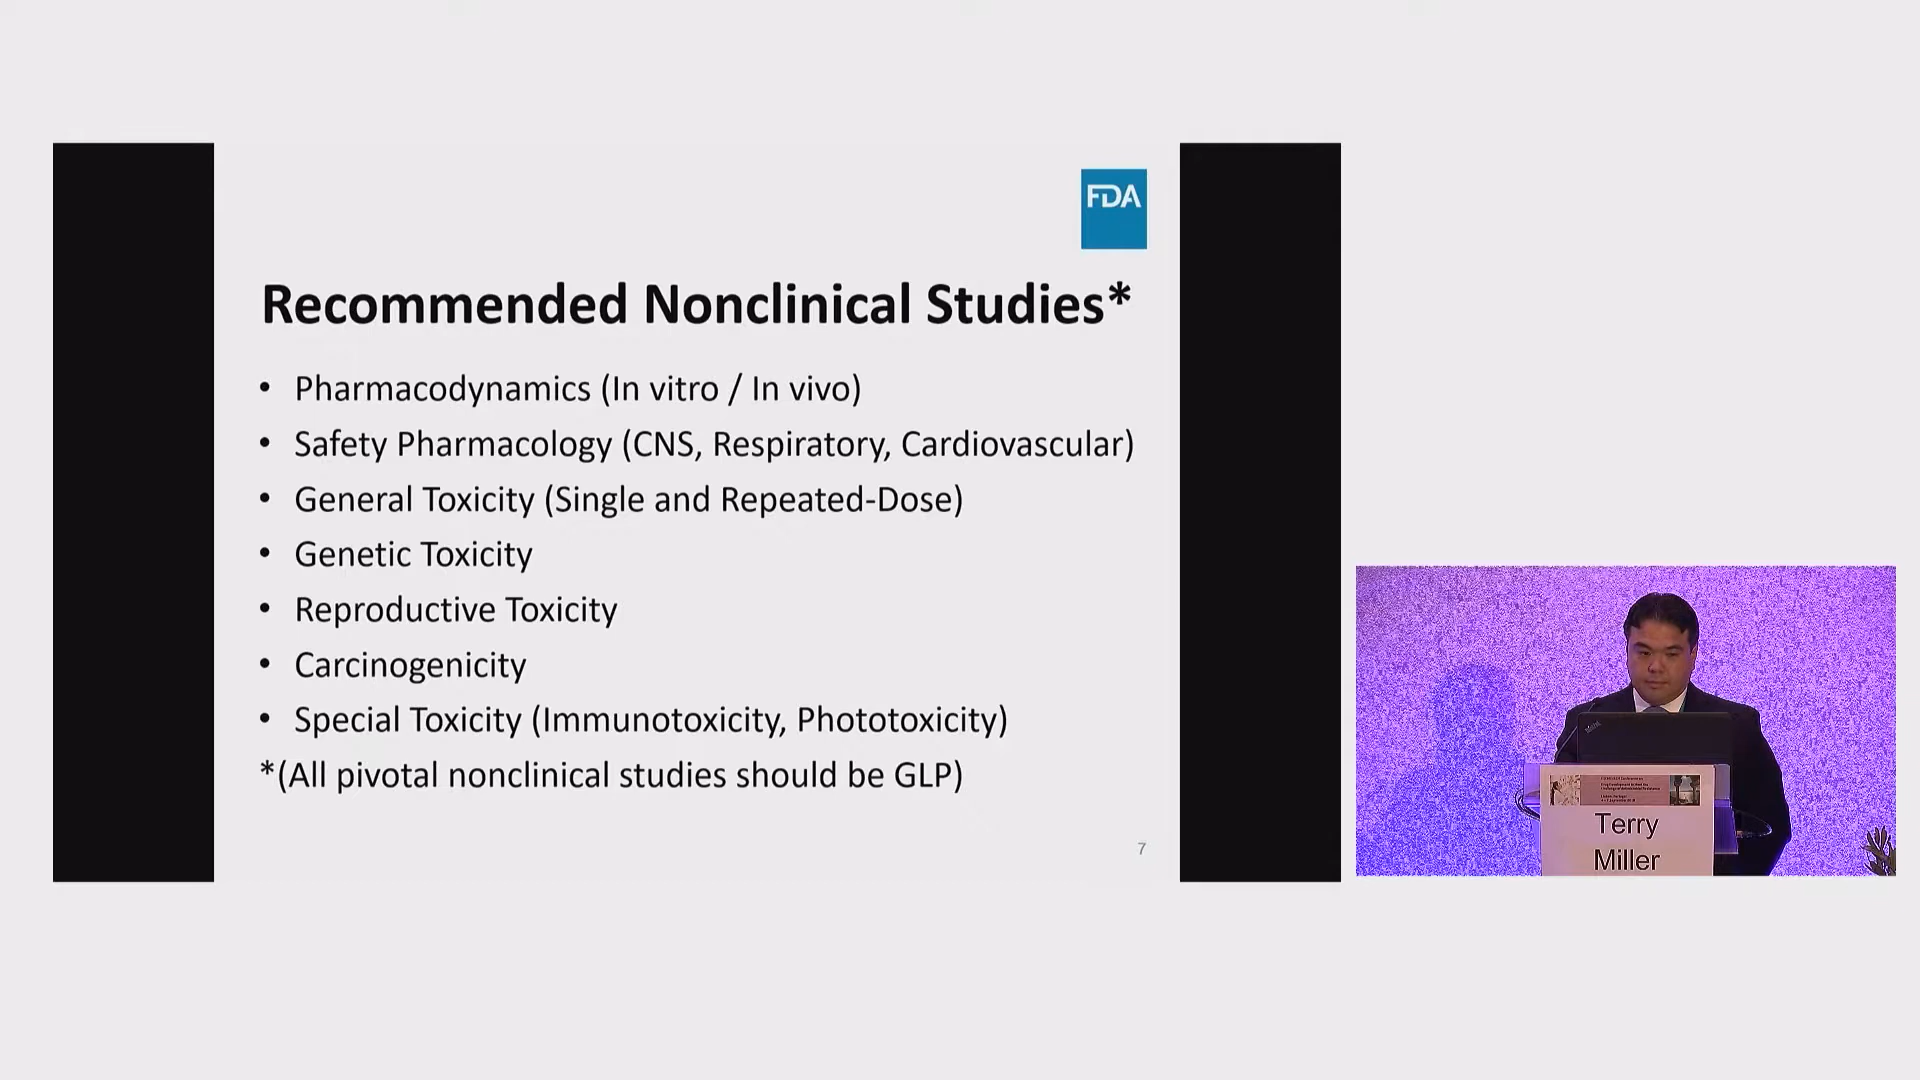 FDA
Recommended Nonclinical Studies*
• Pharmacodynamics (In vitro / In vivo)
• Safety Pharmacology (CNS, Respiratory, Cardiovascular)
• General Toxicity (Single and Repeated-Dose)
• Genetic Toxicity
• Reproductive Toxicity
• Carcinogenicity
• Special Toxicity (Immunotoxicity, Phototoxicity)
*(All pivotal nonclinical studies should be GLP)
7
Terry
Miller